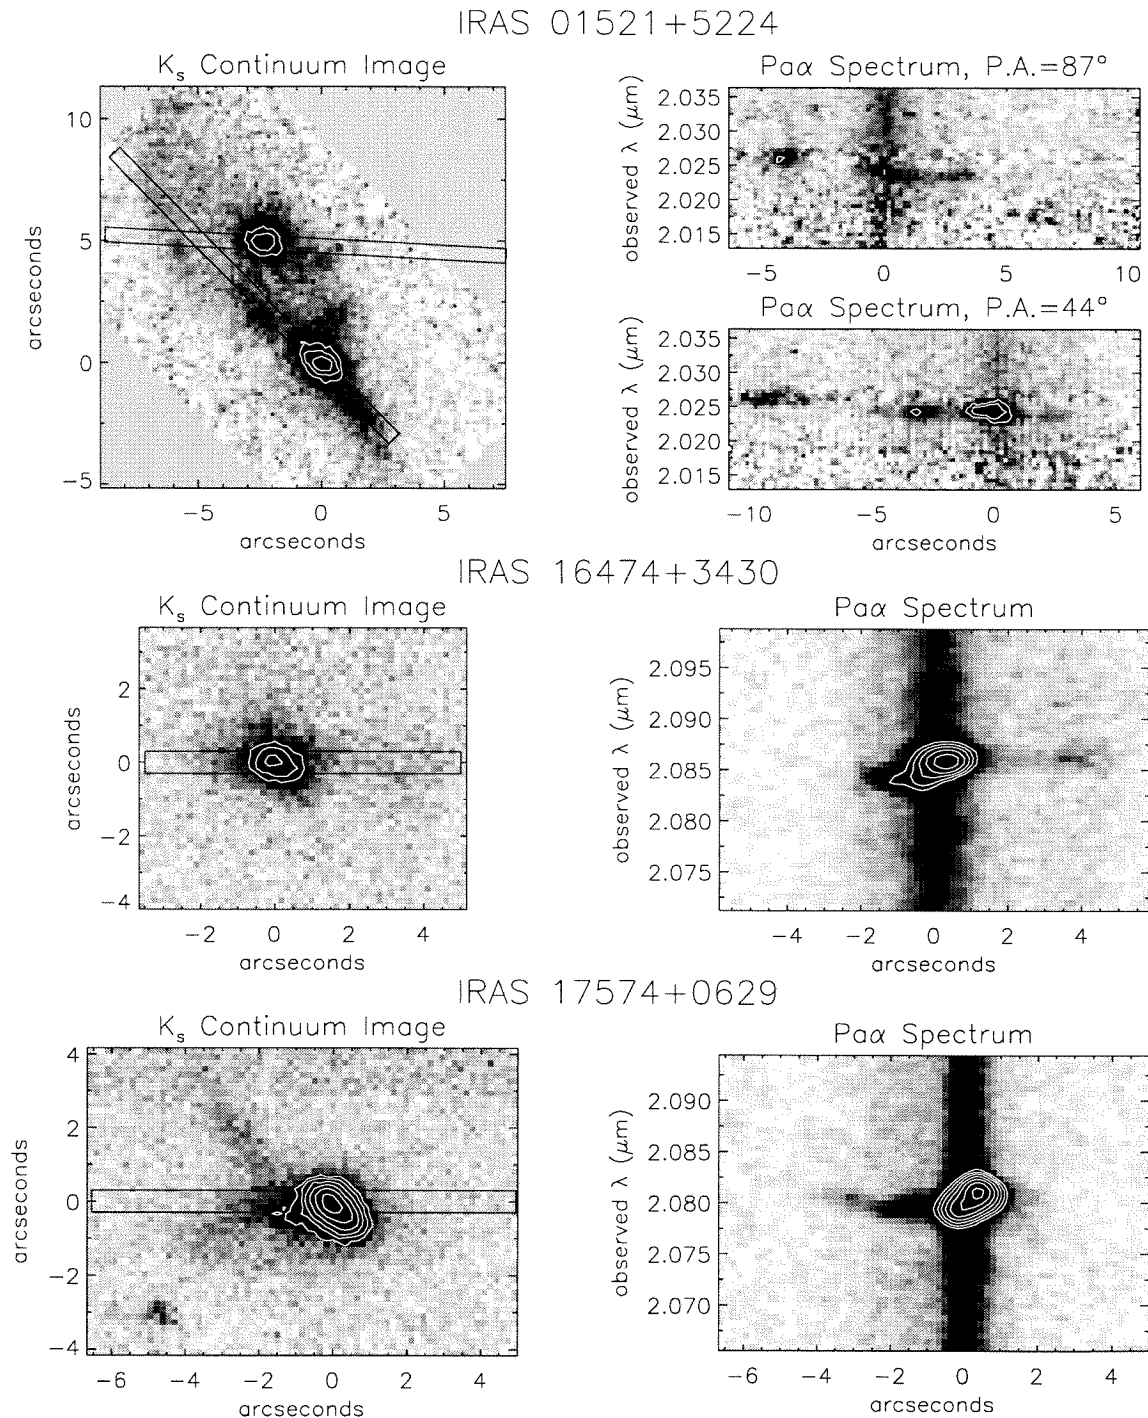 IRAS 01521+5224
Ks Continuum Image
Paα Spectrum, P.A.=87°
arcseconds
10
5
0
−5
−5 0 5
arcseconds
observed λ (μm)
2.035
2.030
2.025
2.020
2.015
−5 0 5 10
Paα Spectrum, P.A.=44°
observed λ (μm)
2.035
2.030
2.025
2.020
2.015
−10 −5 0 5
arcseconds
IRAS 16474+3430
Ks Continuum Image
Paα Spectrum
arcseconds
2
0
−2
−4
−2 0 2 4
arcseconds
observed λ (μm)
2.095
2.090
2.085
2.080
2.075
−4 −2 0 2 4
arcseconds
IRAS 17574+0629
Ks Continuum Image
Paα Spectrum
arcseconds
4
2
0
−2
−4
−6 −4 −2 0 2 4
arcseconds
observed λ (μm)
2.090
2.085
2.080
2.075
2.070
−6 −4 −2 0 2 4
arcseconds